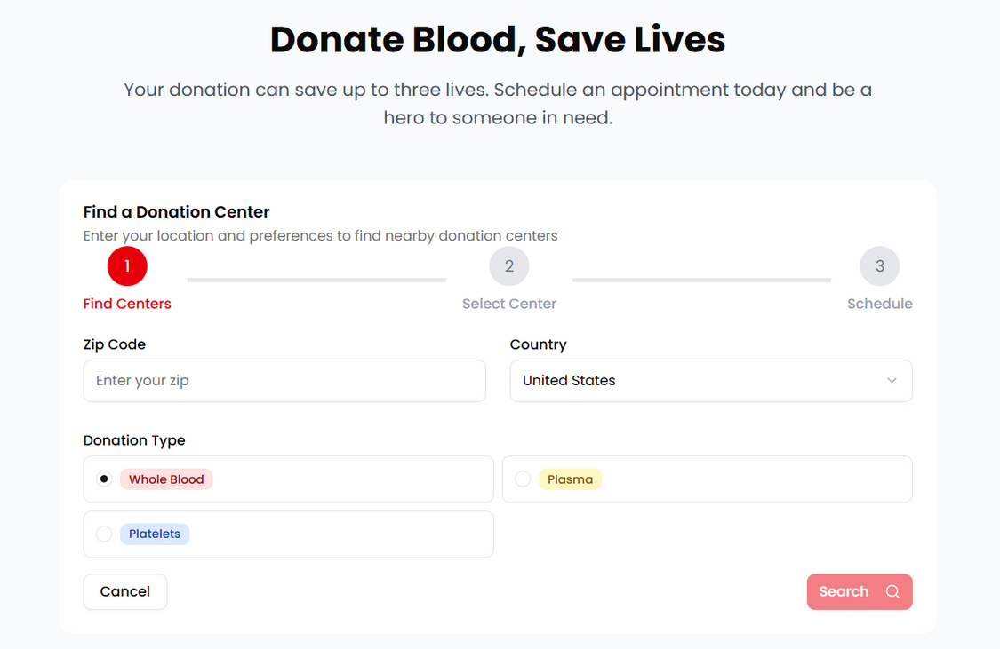 Donate Blood, Save Lives
Your donation can save up to three lives. Schedule an appointment today and be a
hero to someone in need.
Find a Donation Center
Enter your location and preferences to find nearby donation centers
1
2
3
Find Centers
Select Center
Schedule
Zip Code
Country
Enter your zip
United States
Donation Type
Whole Blood
Plasma
Platelets
Cancel
Search